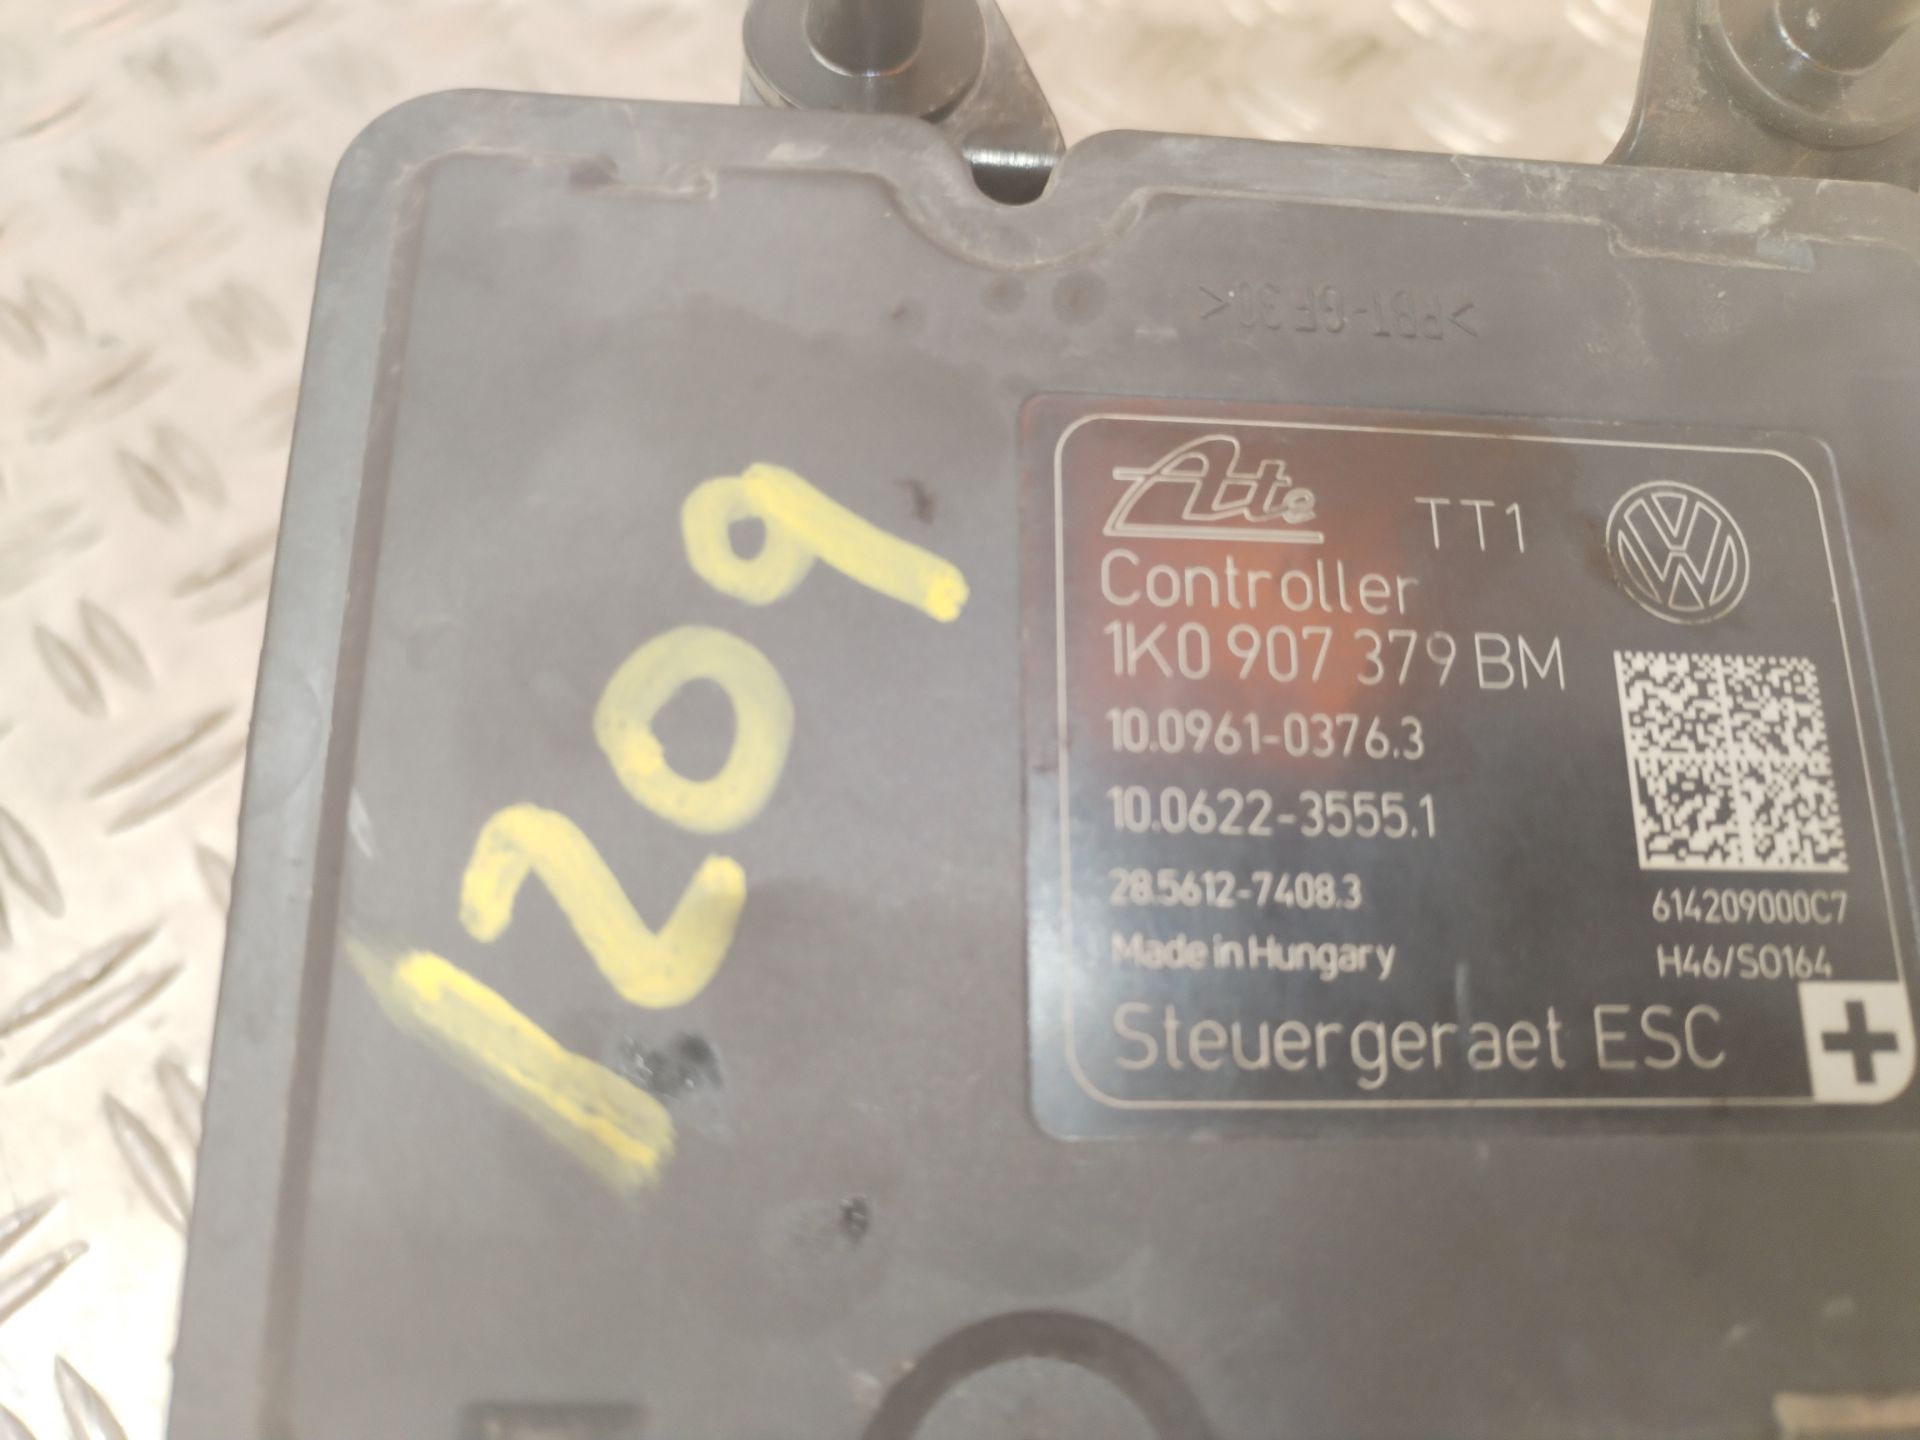 >PBT-GF30<
1209
Ate TT1
Controller
1K0 907 379 BM
10.0961-0376.3
10.0622-3555.1
28.5612-7408.3
614209000C7
Made in Hungary
H46/S0164
Steuergeraet ESC